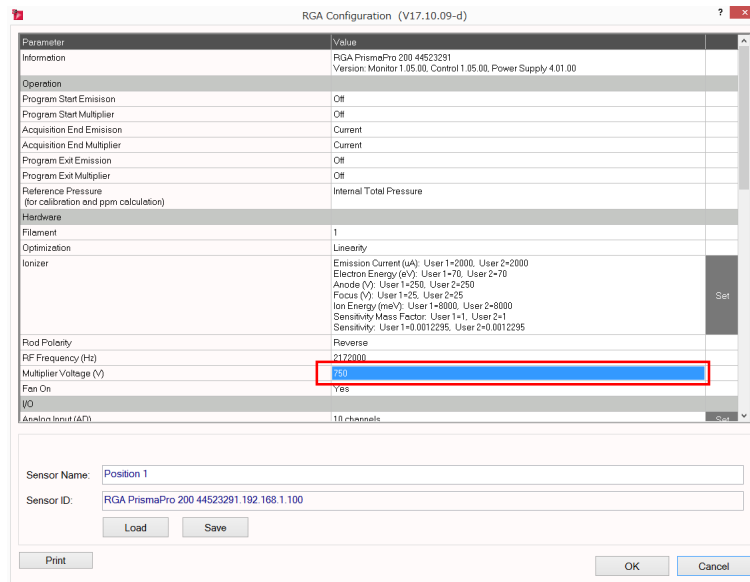 RGA Configuration (V17.10.09-d)
?
Parameter Value
Information RGA PrismaPro 200 44523291
Version: Monitor 1.05.00, Control 1.05.00, Power Supply 4.01.00
Operation
Program Start Emisison Off
Program Start Multiplier Off
Acquisition End Emisison Current
Acquisition End Multiplier Current
Program Exit Emission Off
Program Exit Multiplier Off
Reference Pressure Internal Total Pressure
(for calibration and ppm calculation)
Hardware
Filament 1
Optimization Linearity
Ionizer Emission Current (uA): User 1=2000, User 2=2000
Electron Energy (eV): User 1=70, User 2=70
Anode (V): User 1=250, User 2=250
Focus (V): User 1=25, User 2=25
Ion Energy (meV): User 1=8000, User 2=8000
Sensitivity Mass Factor: User 1=1, User 2=1
Sensitivity: User 1=0.0012295, User 2=0.0012295
Set
Rod Polarity Reverse
RF Frequency (Hz) 2172000
Multiplier Voltage (V) 750
Fan On Yes
I/O
Analog Input (AD) 10 channels Set
Sensor Name: Position 1
Sensor ID: RGA PrismaPro 200 44523291.192.168.1.100
Load Save
Print
OK Cancel